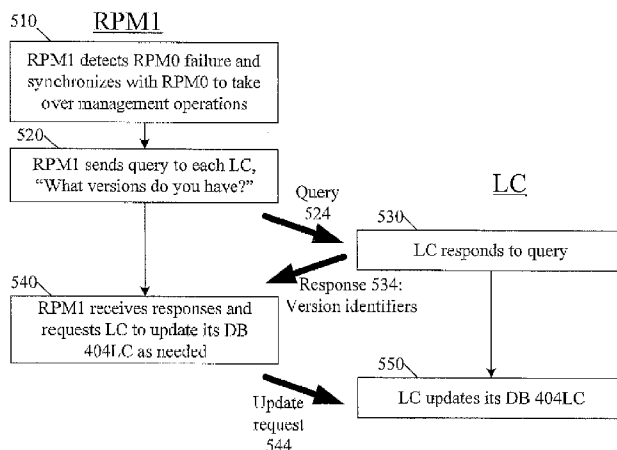 RPM1
510
RPM1 detects RPM0 failure and
synchronizes with RPM0 to take
over management operations
520
RPM1 sends query to each LC,
“What versions do you have?”
LC
Query
524
530
LC responds to query
540
Response 534:
Version identifiers
RPM1 receives responses and
requests LC to update its DB
404LC as needed
550
LC updates its DB 404LC
Update
request
544